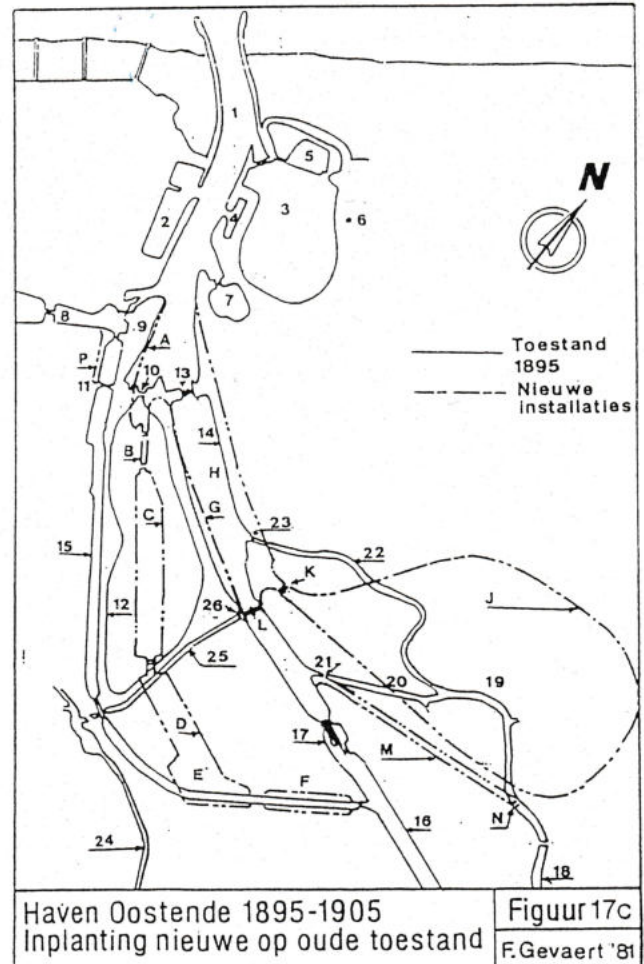 1
5
2
3
4
6
N
7
8
9
Toestand
1895
A
P
Nieuwe
installaties
10
13
11
14
B
H
C
G
23
15
22
K
12
J
L
26
25
21
20
19
D
17
M
E
F
N
24
16
18
Haven Oostende 1895-1905
Inplanting nieuwe op oude toestand
Figuur 17c
F.Gevaert '81